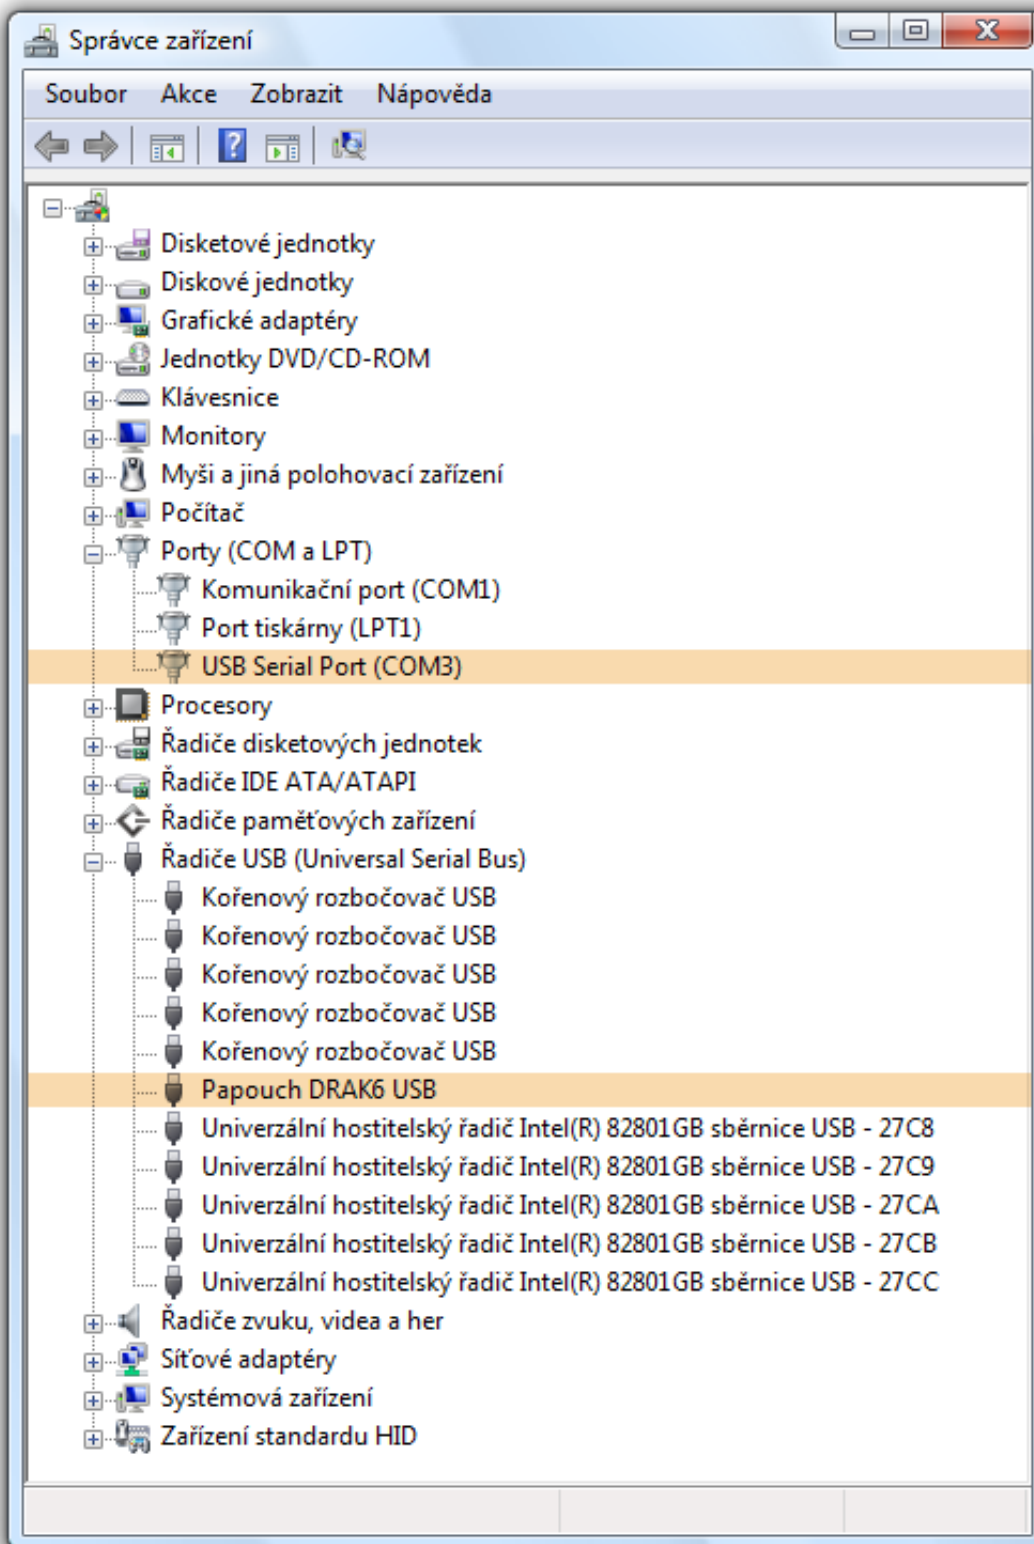 Správce zařízení
Soubor Akce Zobrazit Nápověda
Disketové jednotky
Diskové jednotky
Grafické adaptéry
Jednotky DVD/CD-ROM
Klávesnice
Monitory
Myši a jiná polohovací zařízení
Počítač
Porty (COM a LPT)
Komunikační port (COM1)
Port tiskárny (LPT1)
USB Serial Port (COM3)
Procesory
Řadiče disketových jednotek
Řadiče IDE ATA/ATAPI
Řadiče paměťových zařízení
Řadiče USB (Universal Serial Bus)
Kořenový rozbočovač USB
Kořenový rozbočovač USB
Kořenový rozbočovač USB
Kořenový rozbočovač USB
Kořenový rozbočovač USB
Papouch DRAK6 USB
Univerzální hostitelský řadič Intel(R) 82801GB sběrnice USB - 27C8
Univerzální hostitelský řadič Intel(R) 82801GB sběrnice USB - 27C9
Univerzální hostitelský řadič Intel(R) 82801GB sběrnice USB - 27CA
Univerzální hostitelský řadič Intel(R) 82801GB sběrnice USB - 27CB
Univerzální hostitelský řadič Intel(R) 82801GB sběrnice USB - 27CC
Řadiče zvuku, videa a her
Síťové adaptéry
Systémová zařízení
Zařízení standardu HID